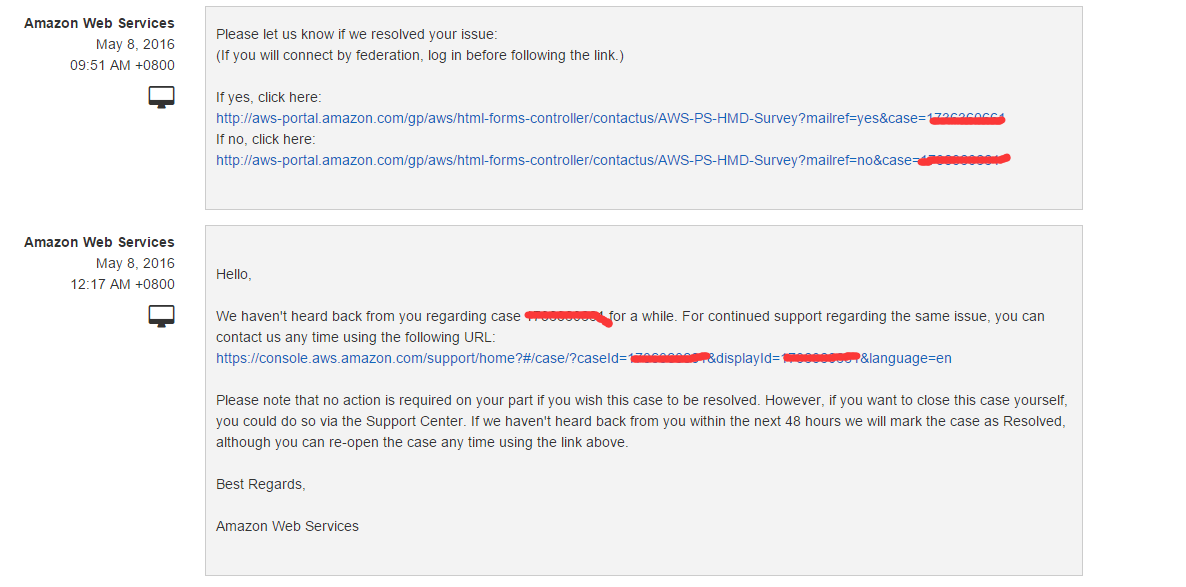 Amazon Web Services
May 8, 2016
09:51 AM +0800
Please let us know if we resolved your issue:
(If you will connect by federation, log in before following the link.)
If yes, click here:
http://aws-portal.amazon.com/gp/aws/html-forms-controller/contactus/AWS-PS-HMD-Survey?mailref=yes&case=
If no, click here:
http://aws-portal.amazon.com/gp/aws/html-forms-controller/contactus/AWS-PS-HMD-Survey?mailref=no&case=
Amazon Web Services
May 8, 2016
12:17 AM +0800
Hello,
We haven't heard back from you regarding case for a while. For continued support regarding the same issue, you can
contact us any time using the following URL:
https://console.aws.amazon.com/support/home?#/case/?caseId= &displayId= &language=en
Please note that no action is required on your part if you wish this case to be resolved. However, if you want to close this case yourself,
you could do so via the Support Center. If we haven't heard back from you within the next 48 hours we will mark the case as Resolved,
although you can re-open the case any time using the link above.
Best Regards,
Amazon Web Services